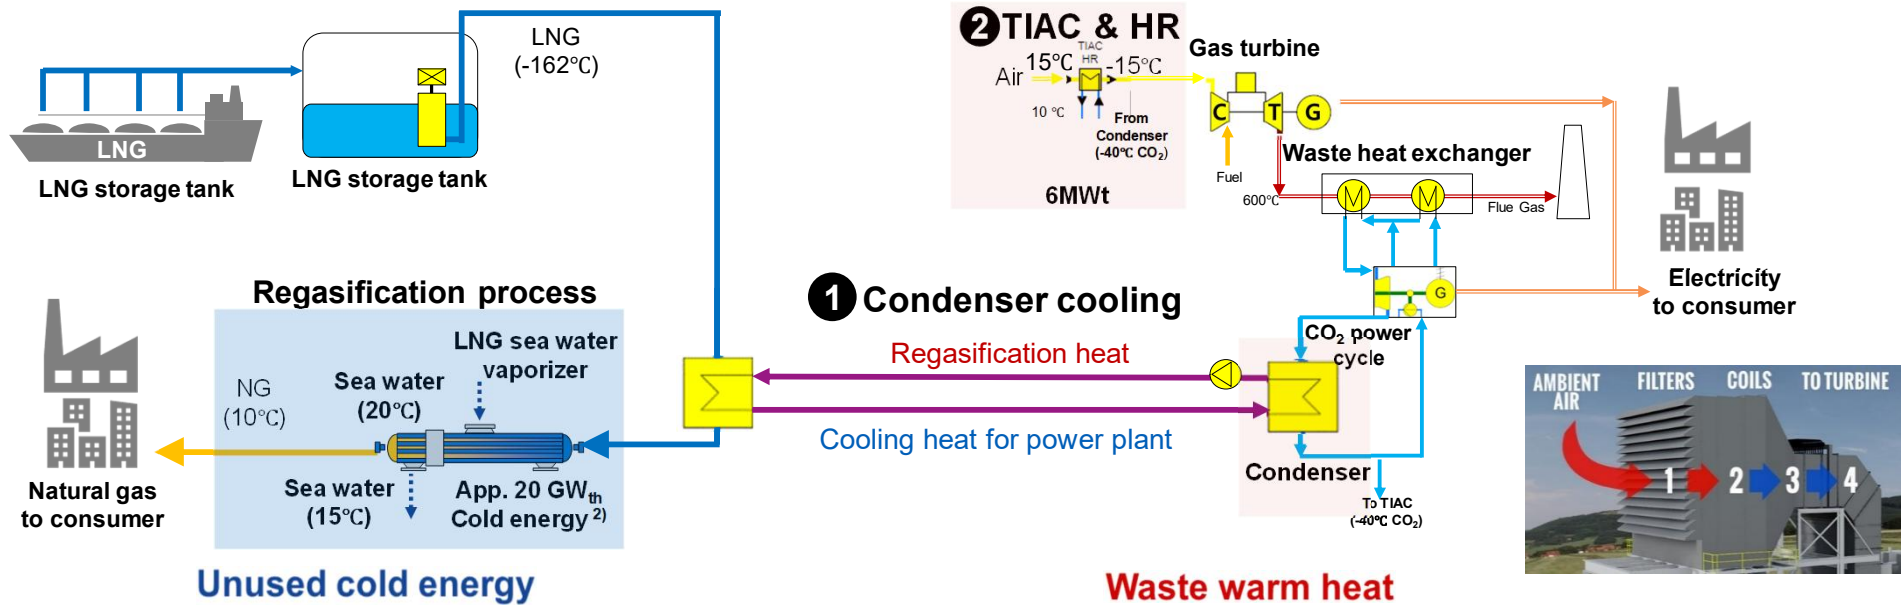 LNG
(-162℃)
LNG
LNG storage tank
LNG storage tank
Regasification process
LNG sea water
vaporizer
Sea water
(20℃)
NG
(10℃)
Sea water
(15℃)
App. 20 GWth
Cold energy 2)
Natural gas
to consumer
Unused cold energy
1 Condenser cooling
Regasification heat
Cooling heat for power plant
2 TIAC & HR
TIAC
HR
Air
15℃
-15℃
10 ℃
From
Condenser
(-40℃ CO2)
6MWt
Gas turbine
C
T
G
Fuel
Waste heat exchanger
600℃
Flue Gas
G
CO2 power
cycle
Condenser
To TIAC
(-40℃ CO2)
Electricity
to consumer
Waste warm heat
AMBIENT
AIR
FILTERS
COILS
TO TURBINE
1
2
3
4